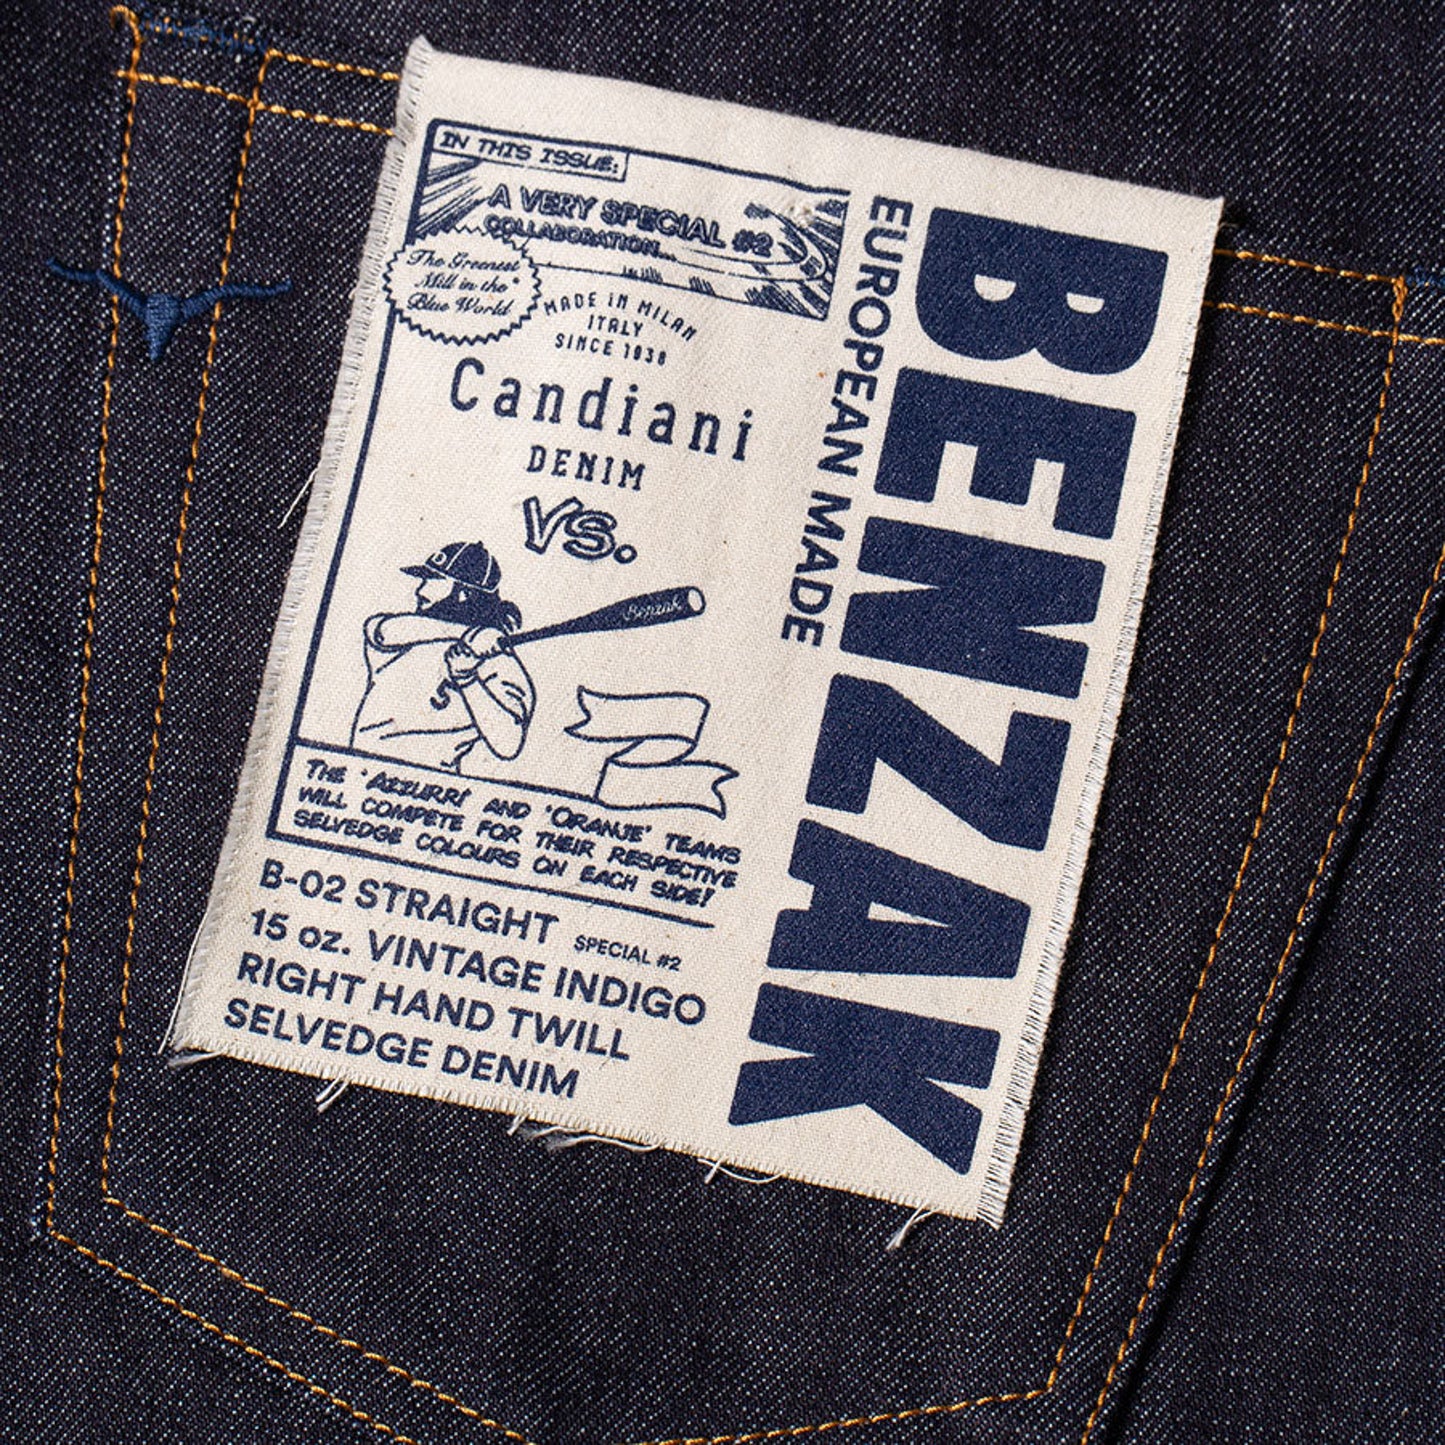 IN THIS ISSUE:
A VERY SPECIAL #2
COLLABORATION...
The Greenest
Mill in the
Blue World
MADE IN MILAN
ITALY
SINCE 1938
Candiani
DENIM
VS.
Benzak
THE 'AZZURRI' AND 'ORANJE' TEAMS
WILL COMPETE FOR THEIR RESPECTIVE
SELVEDGE COLOURS ON EACH SIDE!
B-02 STRAIGHT
SPECIAL #2
15 oz. VINTAGE INDIGO
RIGHT HAND TWILL
SELVEDGE DENIM
EUROPEAN MADE
BENZAK